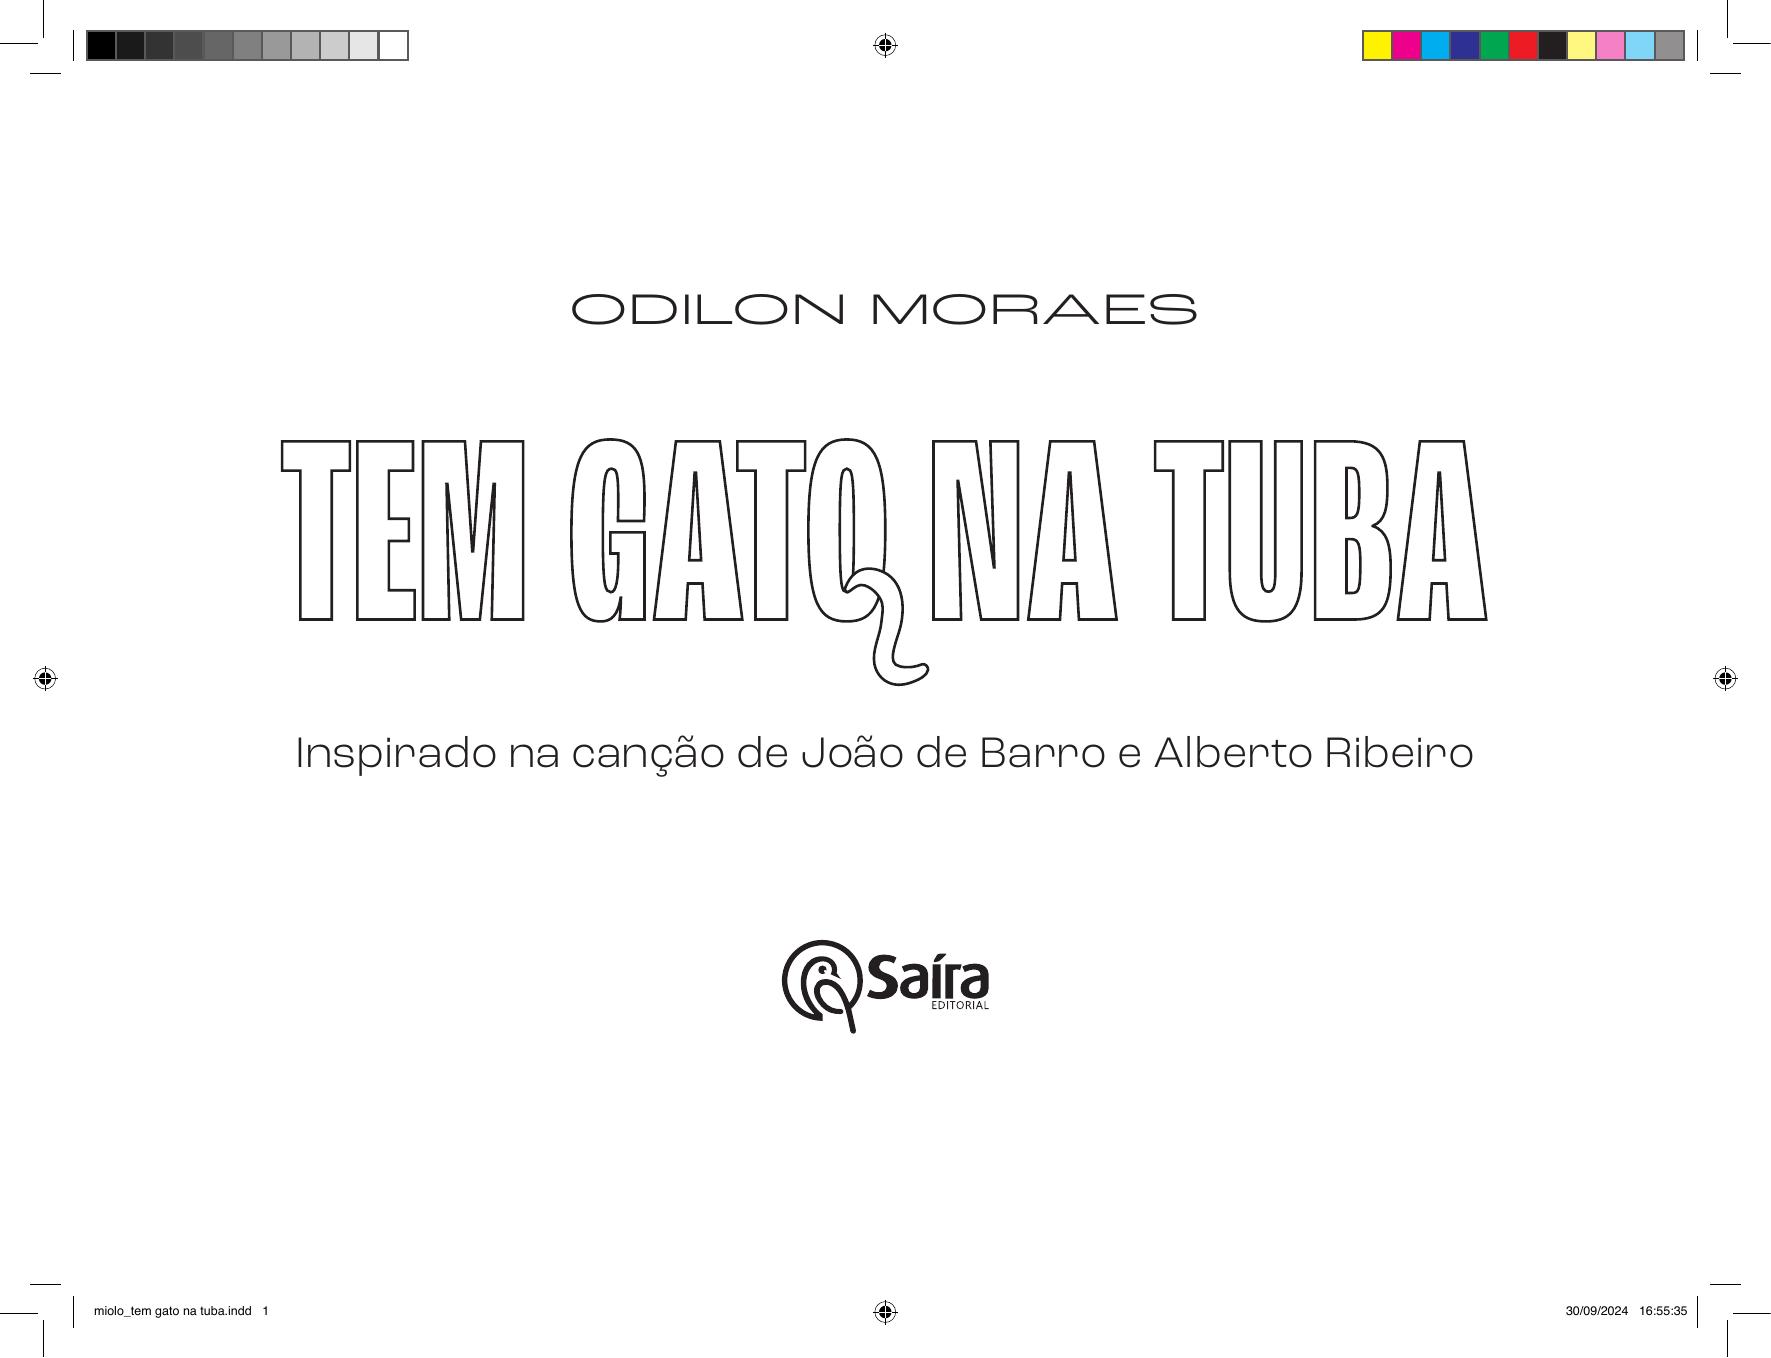 ODILON MORAES
TEM GATO NA TUBA
Inspirado na canção de João de Barro e Alberto Ribeiro
Saíra
EDITORIAL
miolo_tem gato na tuba.indd 1
30/09/2024 16:55:35